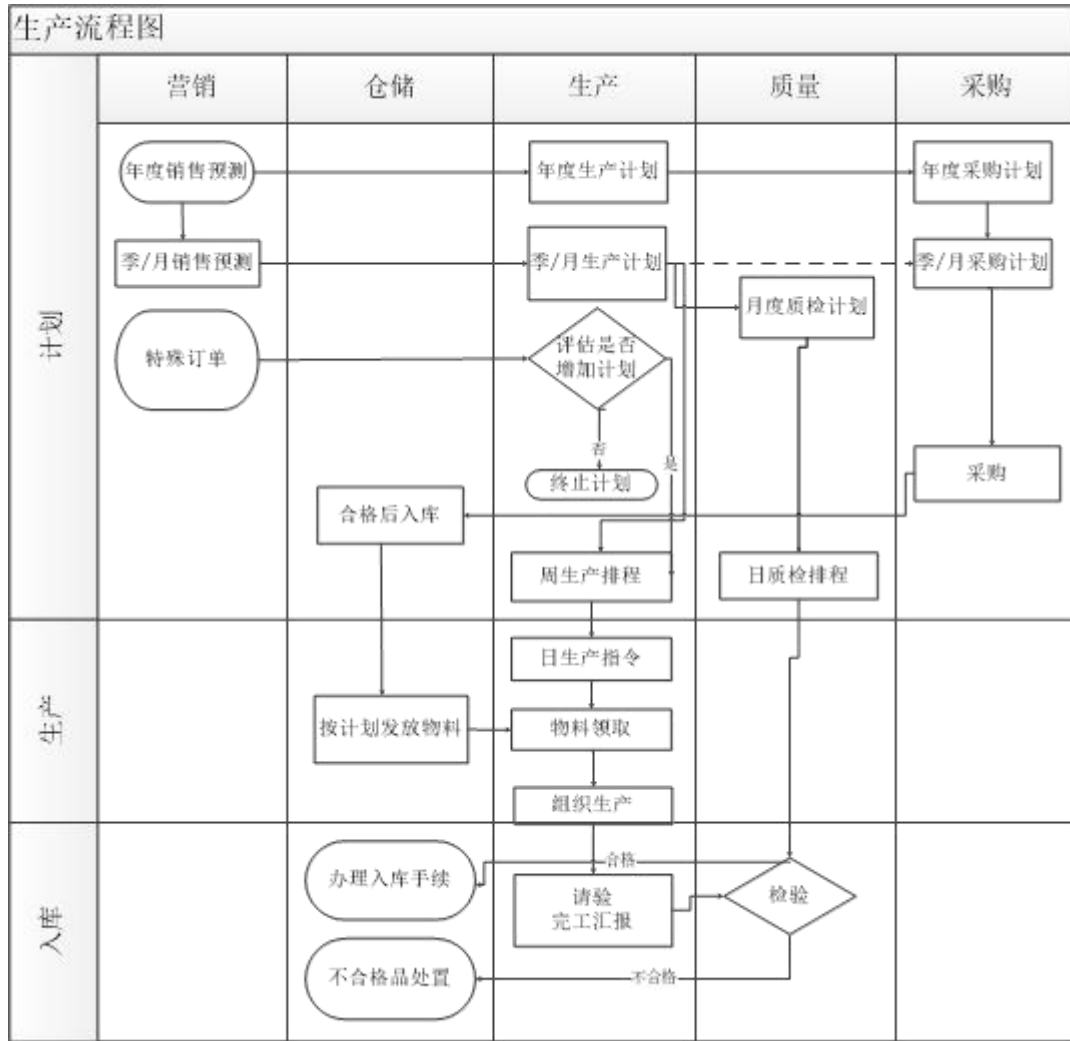 生产流程图
营销
仓储
生产
质量
采购
计划
年度销售预测
年度生产计划
年度采购计划
季/月销售预测
季/月生产计划
季/月采购计划
月度质检计划
特殊订单
评估是否
增加计划
否
是
终止计划
采购
合格后入库
周生产排程
日质检排程
生产
日生产指令
按计划发放物料
物料领取
组织生产
入库
合格
办理入库手续
请验
完工汇报
检验
不合格品处置
不合格